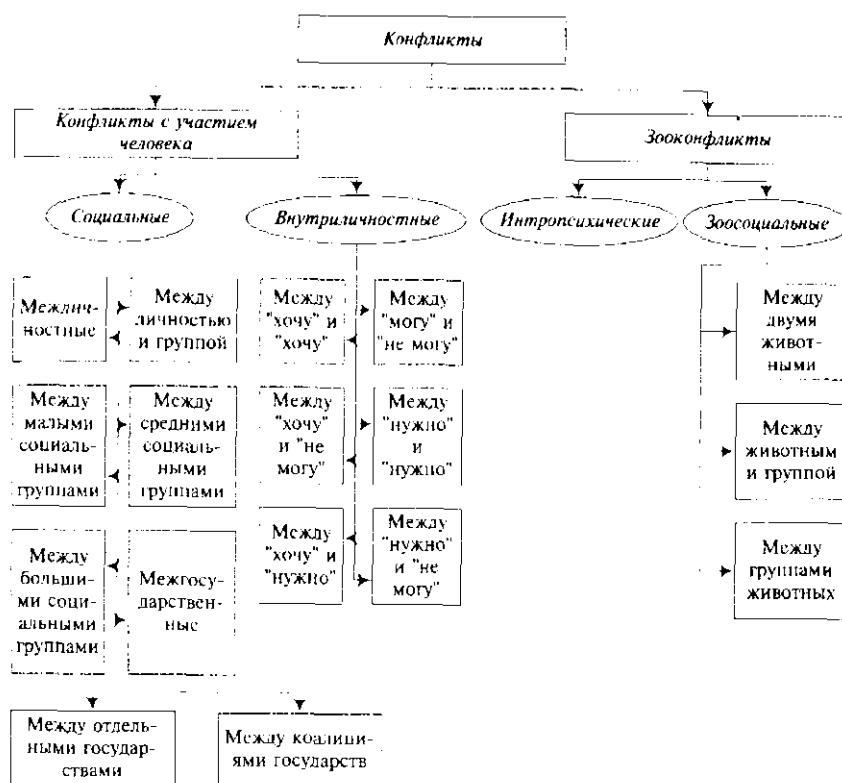 Конфликты
Конфликты с участием
человека
Зооконфликты
Социальные
Внутриличностные
Интропсихические
Зоосоциальные
Межлич-
ностные
Между
личностью
и группой
Между
"хочу" и
"хочу"
Между
"могу" и
"не могу"
Между
двумя
живот-
ными
Между
малыми
социаль-
ными
группами
Между
средними
социаль-
ными
группами
Между
"хочу"
и "не
могу"
Между
"нужно"
и
"нужно"
Между
животным
и группой
Между
больши-
ми соци-
альными
группами
Межгосу-
дарствен-
ные
Между
"хочу" и
"нужно"
Между
"нужно"
и "не
могу"
Между
группами
животных
Между отдель-
ными государ-
ствами
Между коалици-
ями государств